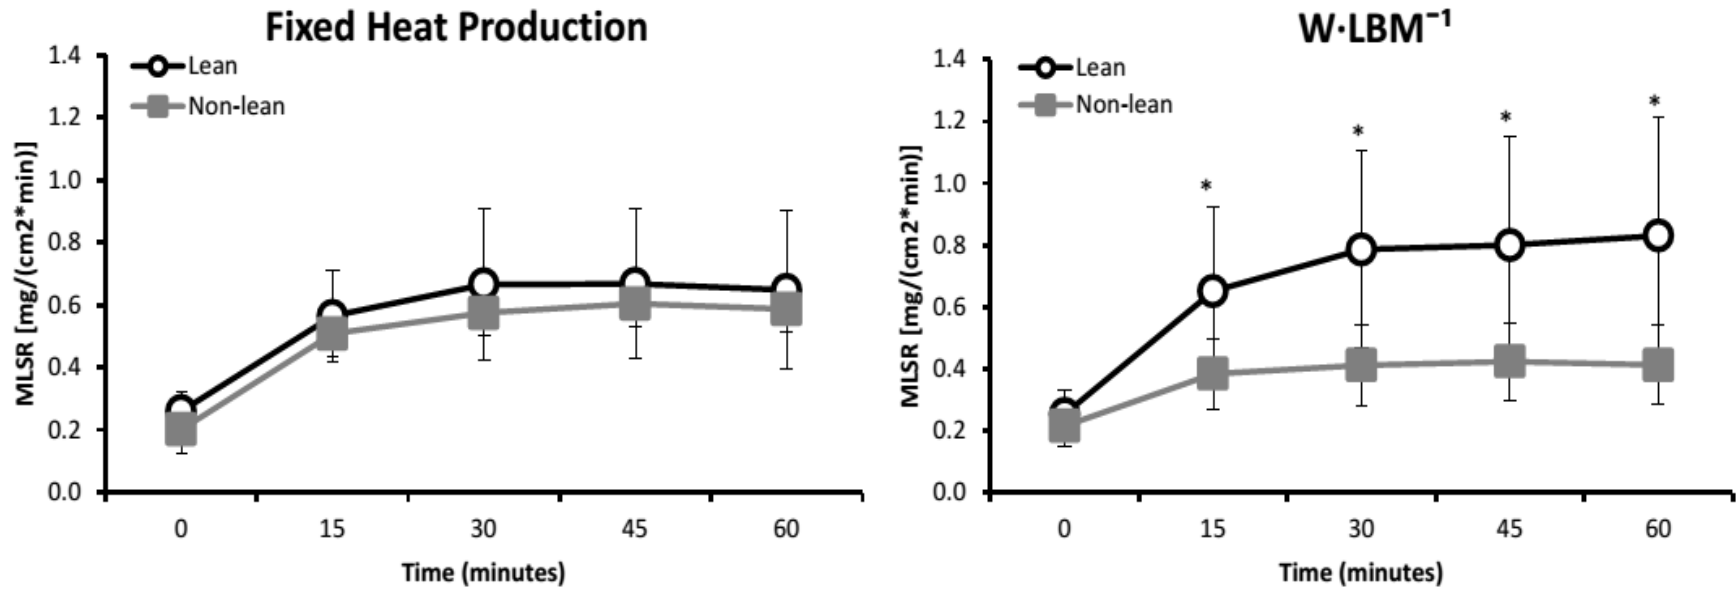 Fixed Heat Production
MLSR [mg/(cm2*min)]
1.4
1.2
1.0
0.8
0.6
0.4
0.2
0.0
Lean
Non-lean
0 15 30 45 60
Time (minutes)
W·LBM⁻¹
MLSR [mg/(cm2*min)]
1.4
1.2
1.0
0.8
0.6
0.4
0.2
0.0
Lean
Non-lean
* * * *
0 15 30 45 60
Time (minutes)